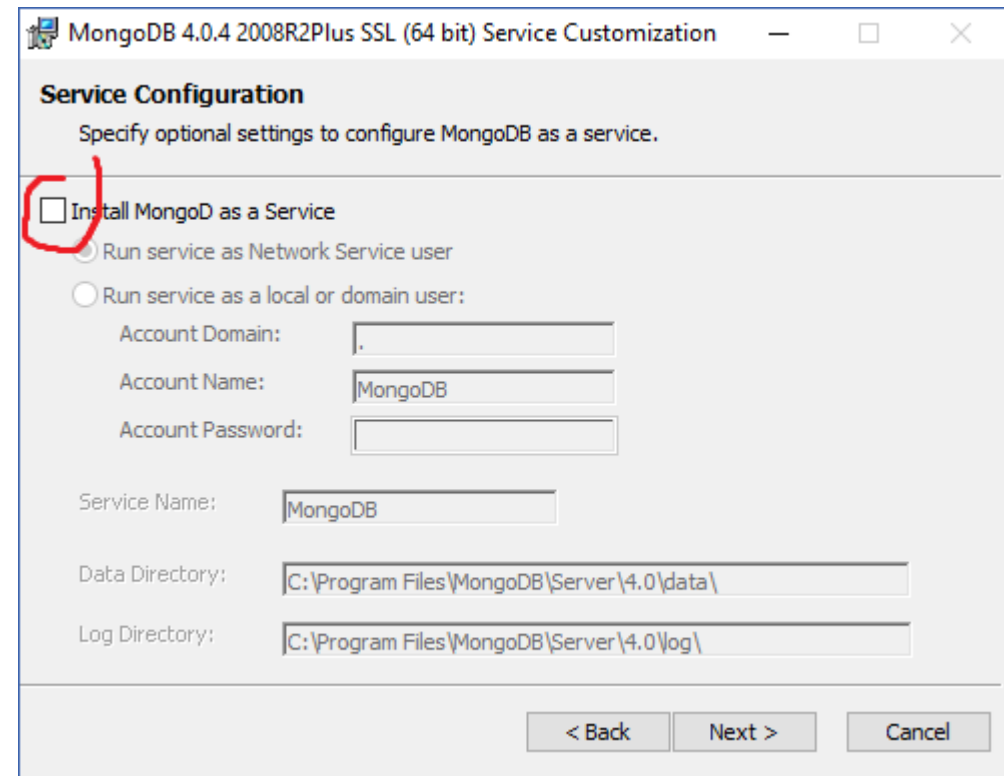 MongoDB 4.0.4 2008R2Plus SSL (64 bit) Service Customization
Service Configuration
Specify optional settings to configure MongoDB as a service.
Install MongoD as a Service
Run service as Network Service user
Run service as a local or domain user:
Account Domain: .
Account Name: MongoDB
Account Password:
Service Name: MongoDB
Data Directory: C:\Program Files\MongoDB\Server\4.0\data\
Log Directory: C:\Program Files\MongoDB\Server\4.0\log\
< Back Next > Cancel